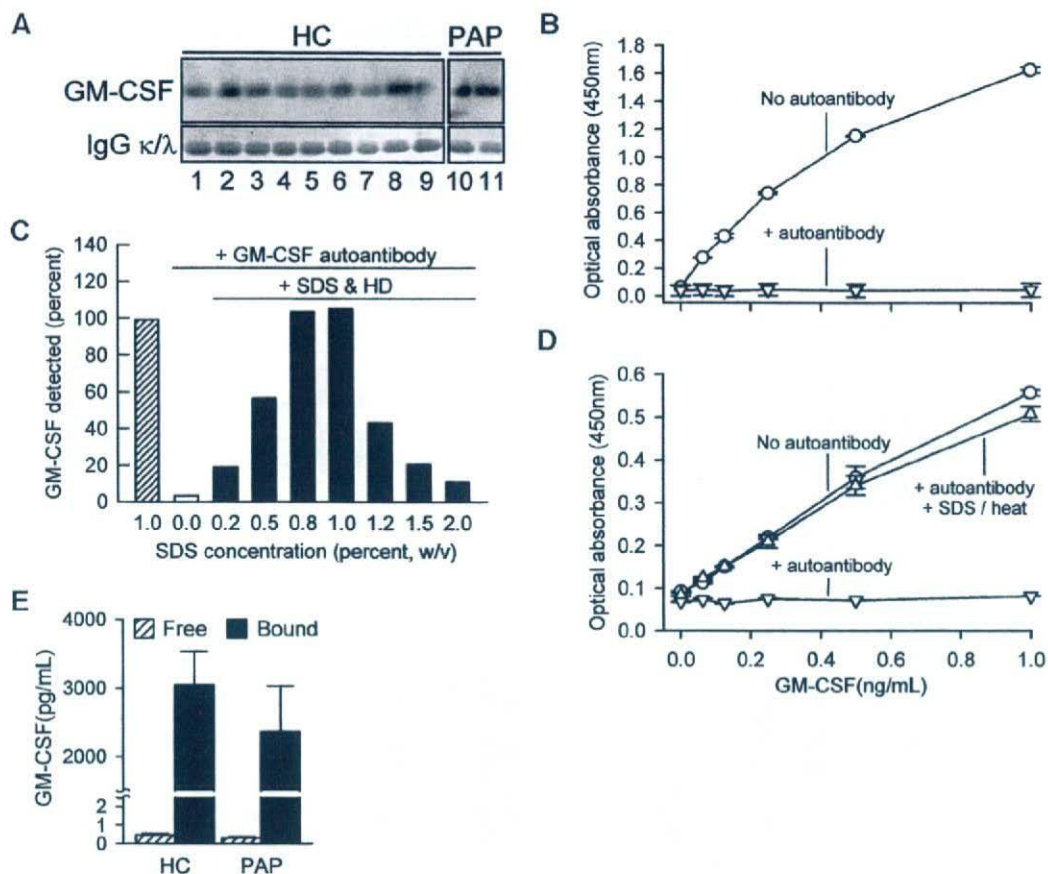 A
HC
PAP
GM-CSF
IgG κ/λ
1 2 3 4 5 6 7 8 9 10 11
B
Optical absorbance (450nm)
1.8
1.6
1.4
1.2
1.0
0.8
0.6
0.4
0.2
0.0
No autoantibody
+ autoantibody
C
GM-CSF detected (percent)
140
120
100
80
60
40
20
0
+ GM-CSF autoantibody
+ SDS & HD
1.0 0.0 0.2 0.5 0.8 1.0 1.2 1.5 2.0
SDS concentration (percent, w/v)
D
Optical absorbance (450nm)
0.6
0.5
0.4
0.3
0.2
0.1
0.0
No autoantibody
+ autoantibody
+ SDS / heat
+ autoantibody
0.0 0.2 0.4 0.6 0.8 1.0
GM-CSF(ng/mL)
E
GM-CSF(pg/mL)
4000
3000
2000
2
1
0
Free Bound
HC PAP